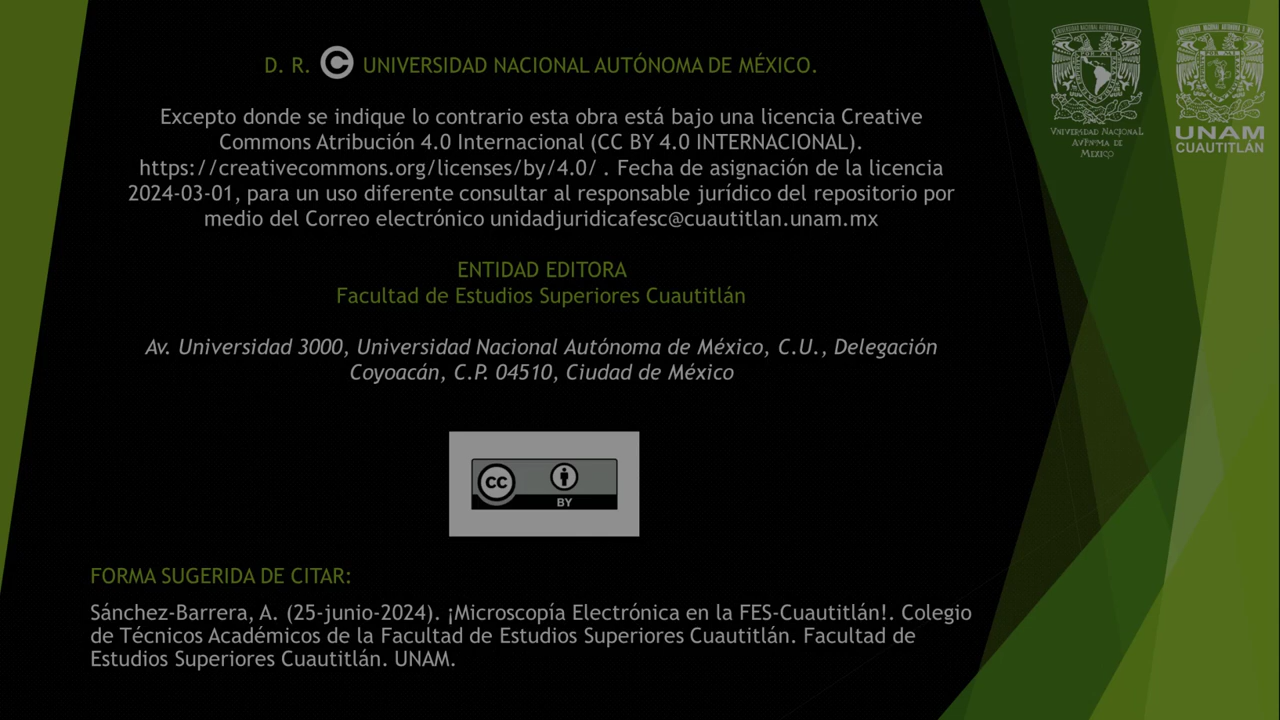 D. R. © UNIVERSIDAD NACIONAL AUTÓNOMA DE MÉXICO.
Excepto donde se indique lo contrario esta obra está bajo una licencia Creative
Commons Atribución 4.0 Internacional (CC BY 4.0 INTERNACIONAL).
https://creativecommons.org/licenses/by/4.0/ . Fecha de asignación de la licencia
2024-03-01, para un uso diferente consultar al responsable jurídico del repositorio por
medio del Correo electrónico unidadjuridicafesc@cuautitlan.unam.mx
ENTIDAD EDITORA
Facultad de Estudios Superiores Cuautitlán
Av. Universidad 3000, Universidad Nacional Autónoma de México, C.U., Delegación
Coyoacán, C.P. 04510, Ciudad de México
CC
BY
FORMA SUGERIDA DE CITAR:
Sánchez-Barrera, A. (25-junio-2024). ¡Microscopía Electrónica en la FES-Cuautitlán!. Colegio
de Técnicos Académicos de la Facultad de Estudios Superiores Cuautitlán. Facultad de
Estudios Superiores Cuautitlán. UNAM.
VNIVERSIDAD NACIONAL
AVTNOMA DE
MEXICO
UNAM
CUAUTITLÁN